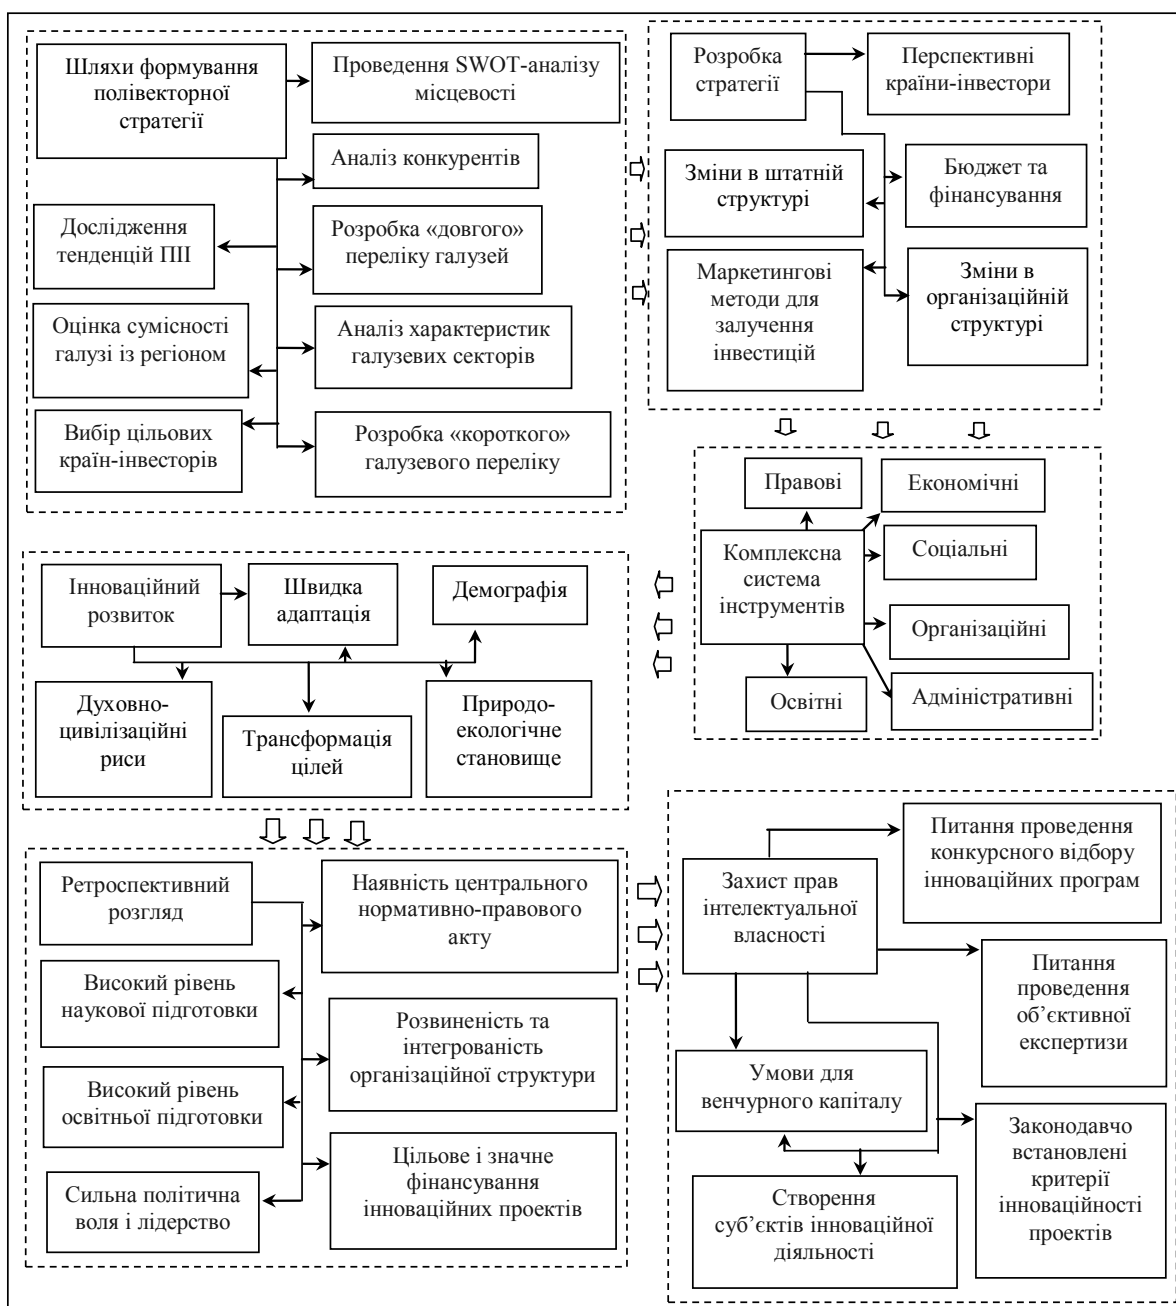 Шляхи формування
полівекторної
стратегії
Проведення SWOT-аналізу
місцевості
Аналіз конкурентів
Дослідження
тенденцій ПІІ
Розробка «довгого»
переліку галузей
Оцінка сумісності
галузі із регіоном
Аналіз характеристик
галузевих секторів
Вибір цільових
країн-інвесторів
Розробка «короткого»
галузевого переліку
Розробка
стратегії
Перспективні
країни-інвестори
Зміни в штатній
структурі
Бюджет та
фінансування
Маркетингові
методи для
залучення
інвестицій
Зміни в
організаційній
структурі
Правові
Економічні
Комплексна
система
інструментів
Соціальні
Організаційні
Освітні
Адміністративні
Інноваційний
розвиток
Швидка
адаптація
Демографія
Духовно-
цивілізаційні
риси
Трансформація
цілей
Природо-
екологічне
становище
Ретроспективний
розгляд
Наявність центрального
нормативно-правового
акту
Високий рівень
наукової підготовки
Розвиненість та
інтегрованість
організаційної структури
Високий рівень
освітньої підготовки
Сильна політична
воля і лідерство
Цільове і значне
фінансування
інноваційних проектів
Захист прав
інтелектуальної
власності
Питання проведення
конкурсного відбору
інноваційних програм
Питання
проведення
об’єктивної
експертизи
Умови для
венчурного капіталу
Законодавчо
встановлені
критерії
інноваційності
проектів
Створення
суб’єктів інноваційної
діяльності